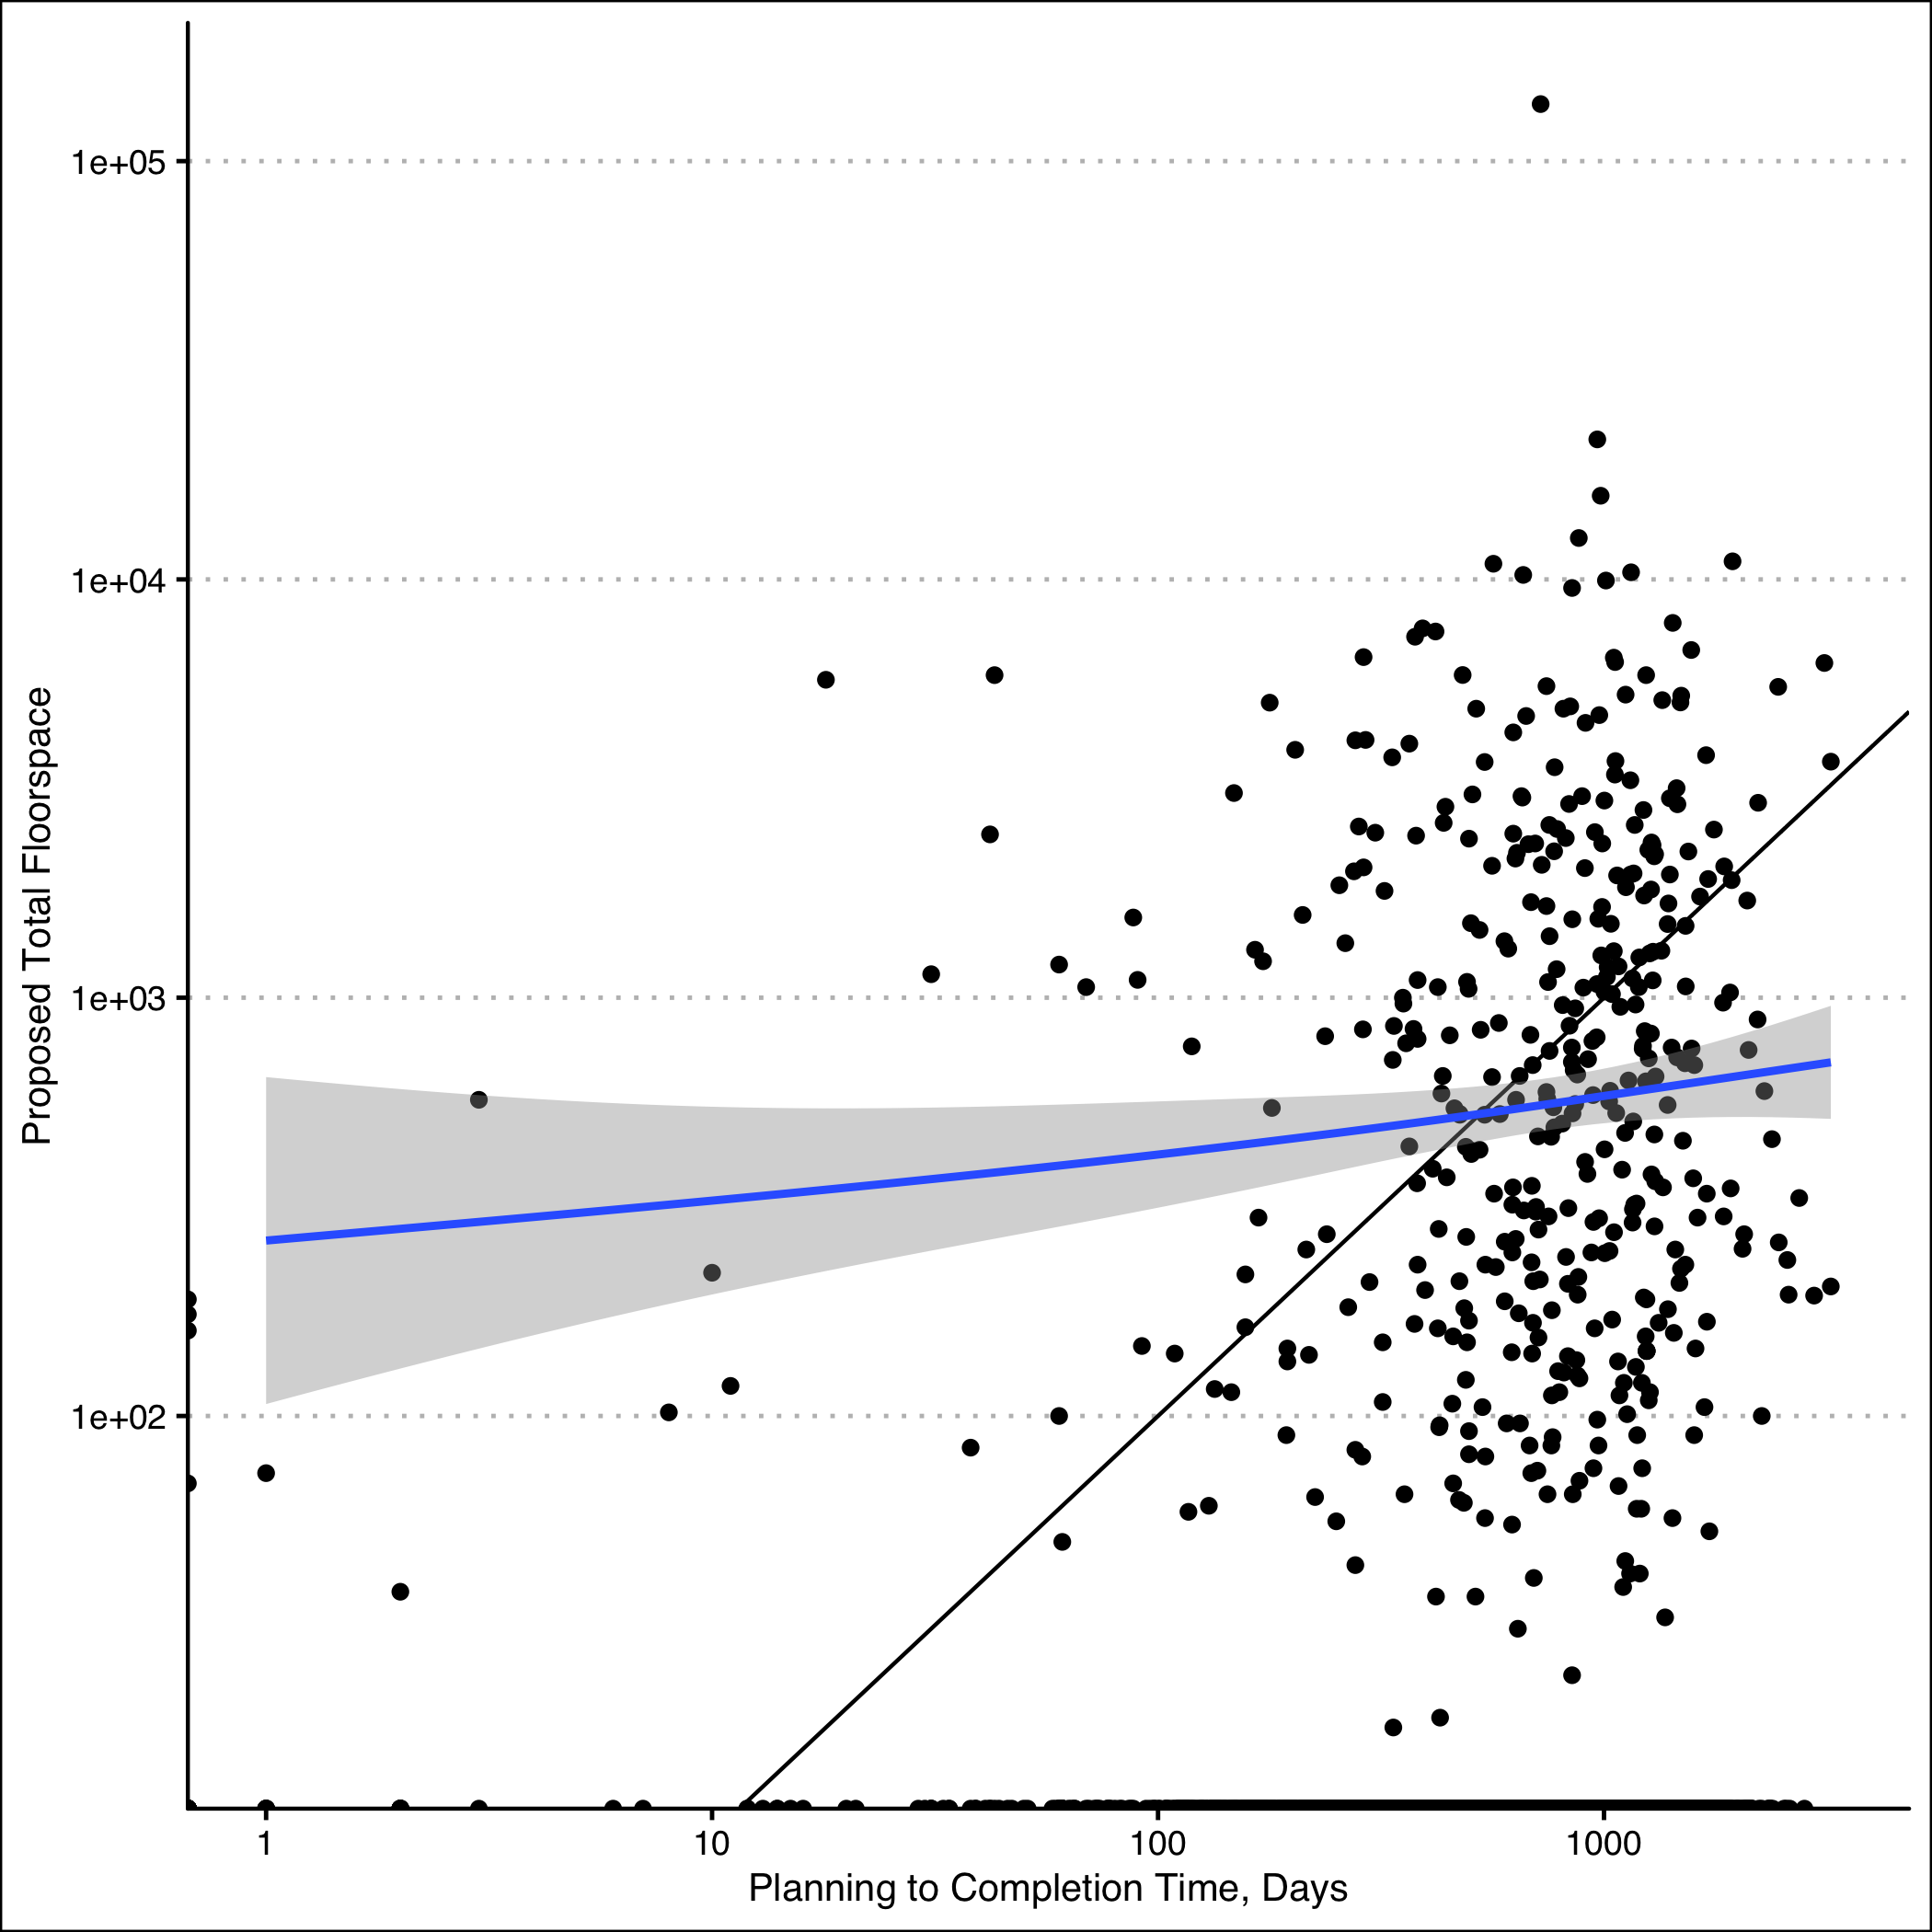 Proposed Total Floorspace
1e+05
1e+04
1e+03
1e+02
1
10
100
1000
Planning to Completion Time, Days